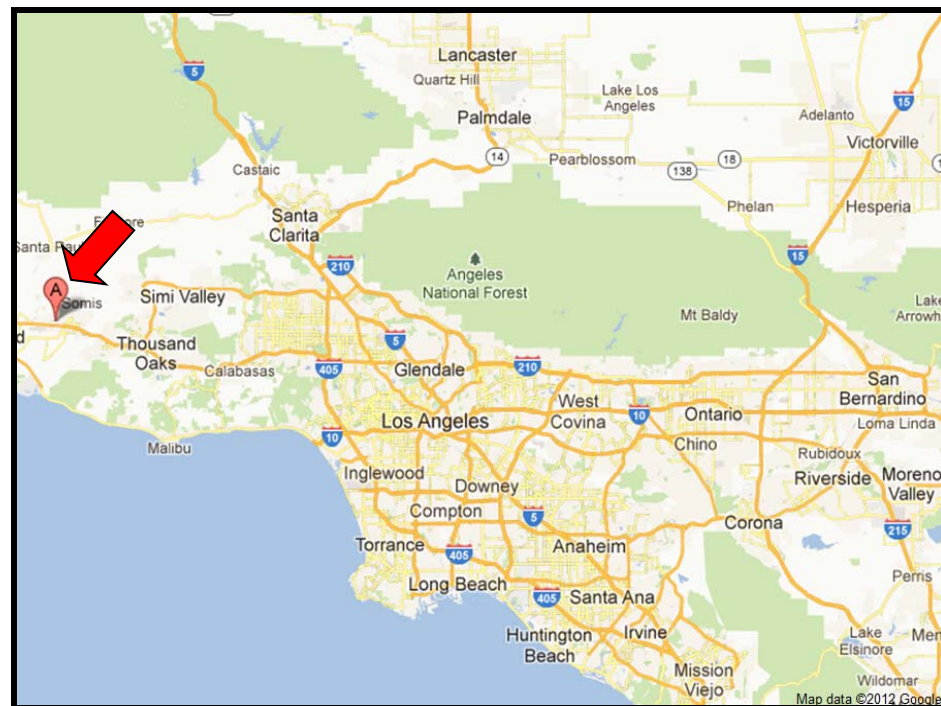 Lancaster
5
Quartz Hill
Lake Los
Angeles
15
Palmdale
Adelanto
Victorville
14
Castaic
Pearblossom
18
138
Phelan
Hesperia
Santa
Clarita
15
210
Angeles
National Forest
A
Somis
Simi Valley
Mt Baldy
Thousand
Oaks
5
Calabasas
405
Glendale
210
San
Bernardino
West
Covina
10
Ontario
Los Angeles
Loma Linda
10
Chino
Malibu
Rubidoux
Inglewood
Riverside
Moreno
Valley
Downey
Compton
5
Corona
215
Torrance
405
Anaheim
Perris
Long Beach
405
Santa Ana
Huntington
Beach
Irvine
Lake
Elsinore
Mission
Viejo
Wildomar
Map data ©2012 Google